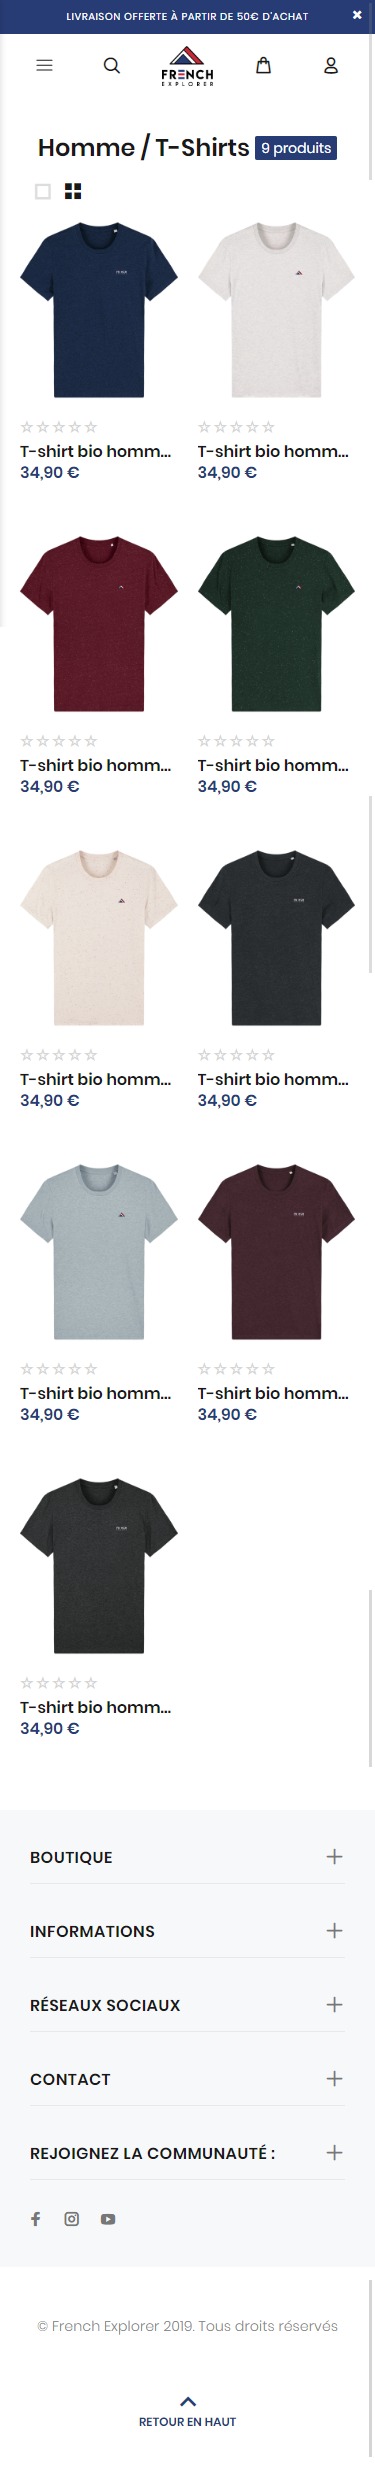 LIVRAISON OFFERTE À PARTIR DE 50€ D'ACHAT
FRENCH
EXPLORER
Homme / T-Shirts 9 produits
T-shirt bio homm... T-shirt bio homm...
34,90 € 34,90 €
T-shirt bio homm... T-shirt bio homm...
34,90 € 34,90 €
T-shirt bio homm... T-shirt bio homm...
34,90 € 34,90 €
T-shirt bio homm... T-shirt bio homm...
34,90 € 34,90 €
T-shirt bio homm...
34,90 €
BOUTIQUE
INFORMATIONS
RÉSEAUX SOCIAUX
CONTACT
REJOIGNEZ LA COMMUNAUTÉ :
© French Explorer 2019. Tous droits réservés
RETOUR EN HAUT